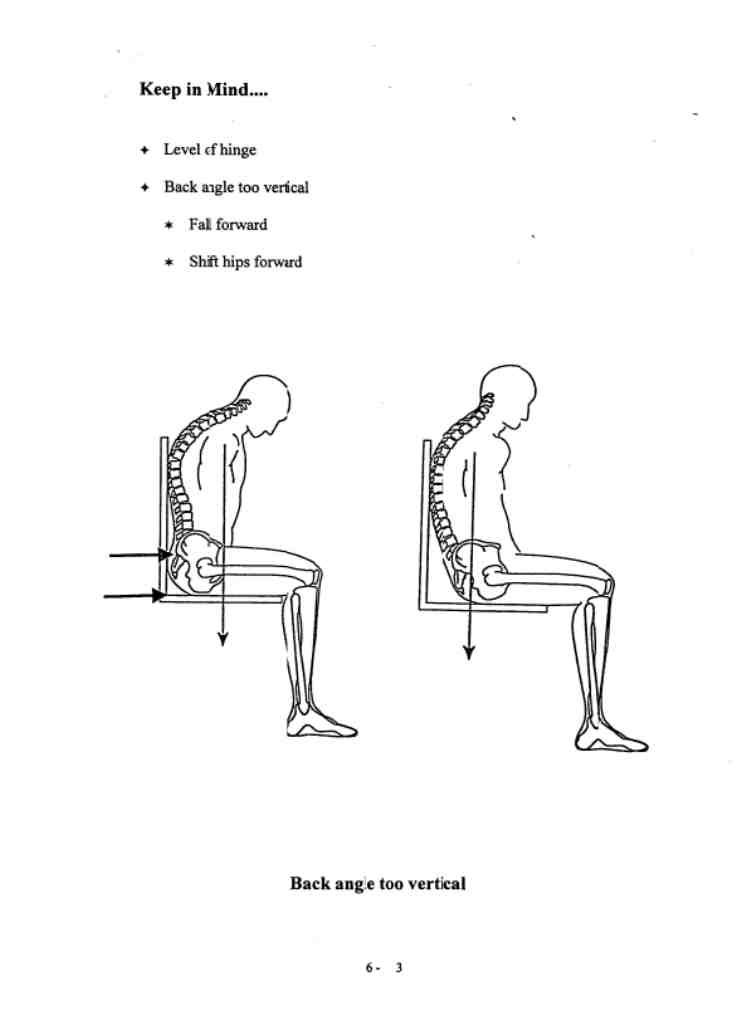 Keep in Mind....
✦ Level of hinge
✦ Back angle too vertical
* Fall forward
* Shift hips forward
Back angle too vertical
6- 3